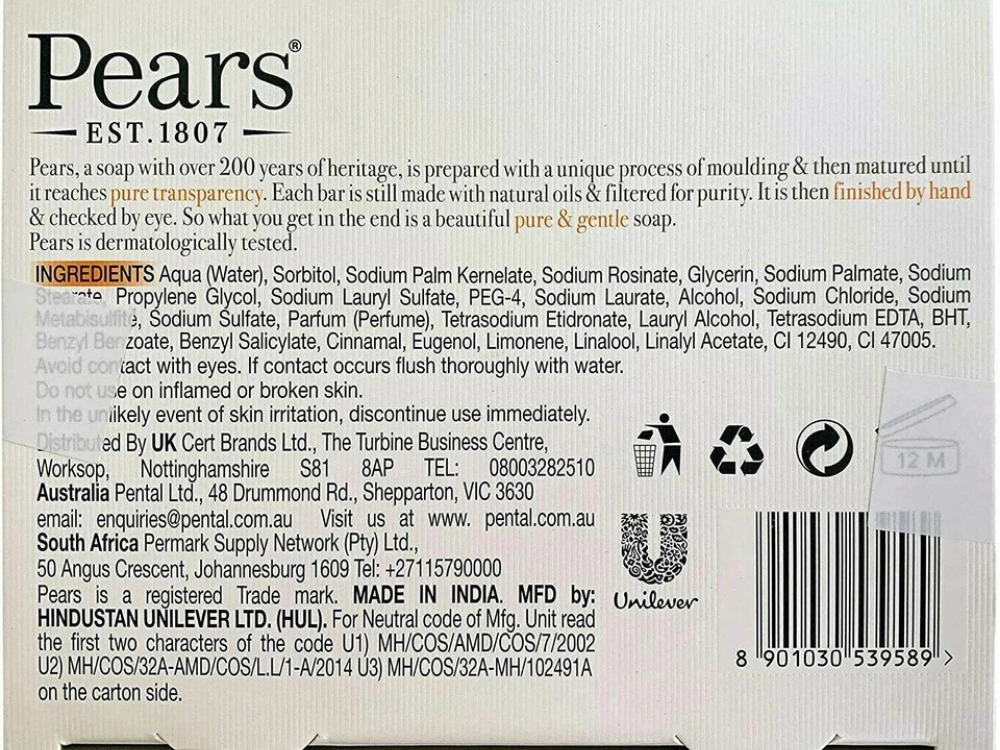 Pears®
EST. 1807
Pears, a soap with over 200 years of heritage, is prepared with a unique process of moulding & then matured until
it reaches pure transparency. Each bar is still made with natural oils & filtered for purity. It is then finished by hand
& checked by eye. So what you get in the end is a beautiful pure & gentle soap.
Pears is dermatologically tested.
INGREDIENTS Aqua (Water), Sorbitol, Sodium Palm Kernelate, Sodium Rosinate, Glycerin, Sodium Palmate, Sodium
Stearate, Propylene Glycol, Sodium Lauryl Sulfate, PEG-4, Sodium Laurate, Alcohol, Sodium Chloride, Sodium
Metabisulfite, Sodium Sulfate, Parfum (Perfume), Tetrasodium Etidronate, Lauryl Alcohol, Tetrasodium EDTA, BHT,
Benzyl Benzoate, Benzyl Salicylate, Cinnamal, Eugenol, Limonene, Linalool, Linalyl Acetate, CI 12490, CI 47005.
Avoid contact with eyes. If contact occurs flush thoroughly with water.
Do not use on inflamed or broken skin.
In the unlikely event of skin irritation, discontinue use immediately.
Distributed By UK Cert Brands Ltd., The Turbine Business Centre,
Worksop, Nottinghamshire S81 8AP TEL: 08003282510
Australia Pental Ltd., 48 Drummond Rd., Shepparton, VIC 3630
email: enquiries@pental.com.au Visit us at www. pental.com.au
South Africa Permark Supply Network (Pty) Ltd.,
50 Angus Crescent, Johannesburg 1609 Tel: +27115790000
Pears is a registered Trade mark. MADE IN INDIA. MFD by:
HINDUSTAN UNILEVER LTD. (HUL). For Neutral code of Mfg. Unit read
the first two characters of the code U1) MH/COS/AMD/COS/7/2002
U2) MH/COS/32A-AMD/COS/L.L/1-A/2014 U3) MH/COS/32A-MH/102491A
on the carton side.
12 M
Unilever
8 901030 539589 >